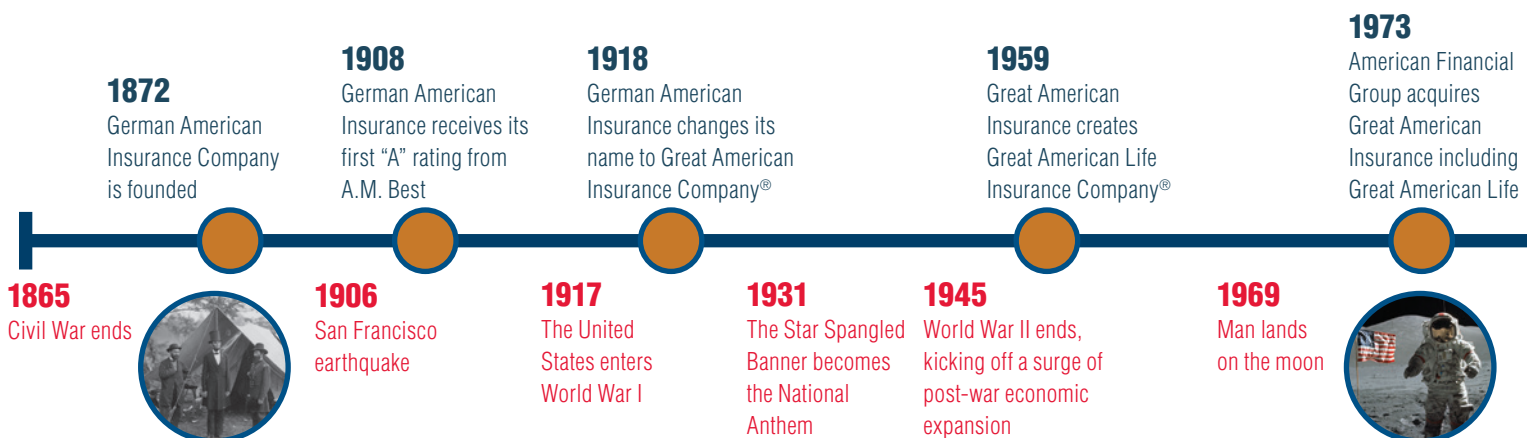 1872
German American
Insurance Company
is founded
1908
German American
Insurance receives its
first “A” rating from
A.M. Best
1918
German American
Insurance changes its
name to Great American
Insurance Company®
1959
Great American
Insurance creates
Great American Life
Insurance Company®
1973
American Financial
Group acquires
Great American
Insurance including
Great American Life
1865
Civil War ends
1906
San Francisco
earthquake
1917
The United
States enters
World War I
1931
The Star Spangled
Banner becomes
the National
Anthem
1945
World War II ends,
kicking off a surge of
post-war economic
expansion
1969
Man lands
on the moon